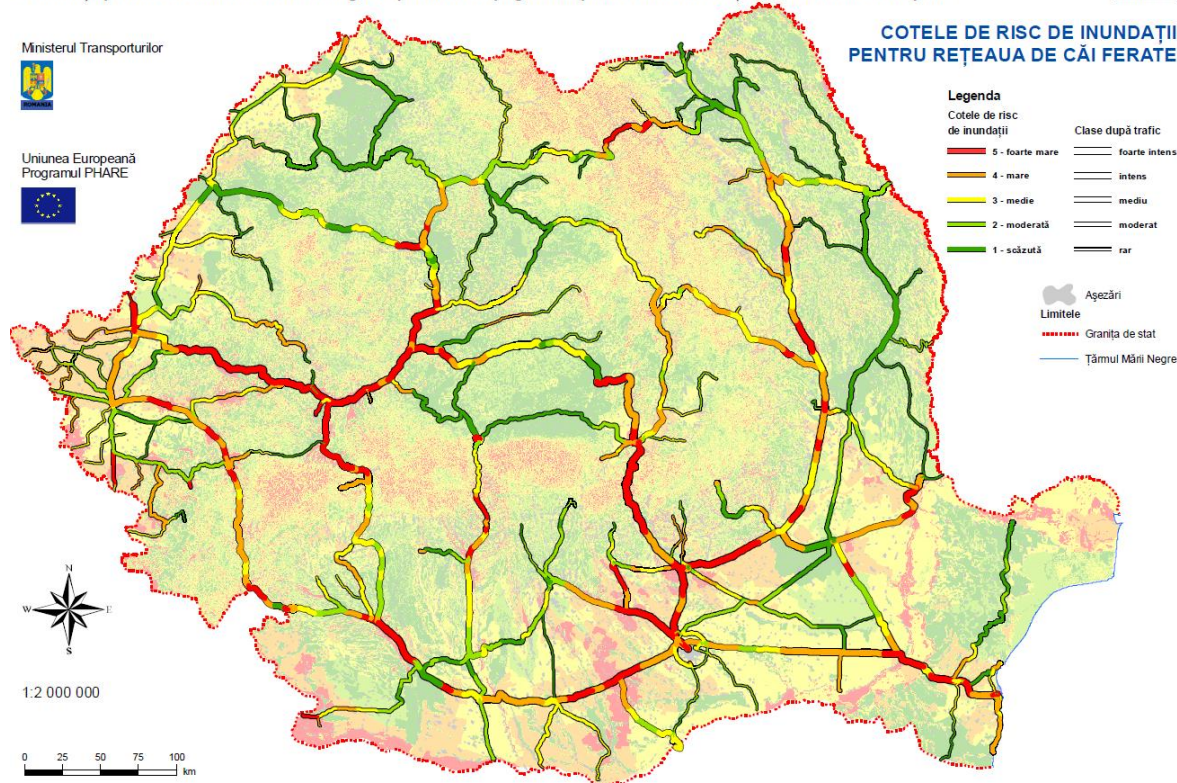 Ministerul Transporturilor
ROMANIA
Uniunea Europeană
Programul PHARE
COTELE DE RISC DE INUNDAȚII
PENTRU REȚEAUA DE CĂI FERATE
Legenda
Cotele de risc
de inundații
Clase după trafic
5 - foarte mare
foarte intens
4 - mare
intens
3 - medie
mediu
2 - moderată
moderat
1 - scăzută
rar
Așezări
Limitele
Granița de stat
Țărmul Mării Negre
N
W
E
S
1:2 000 000
0 25 50 75 100
km